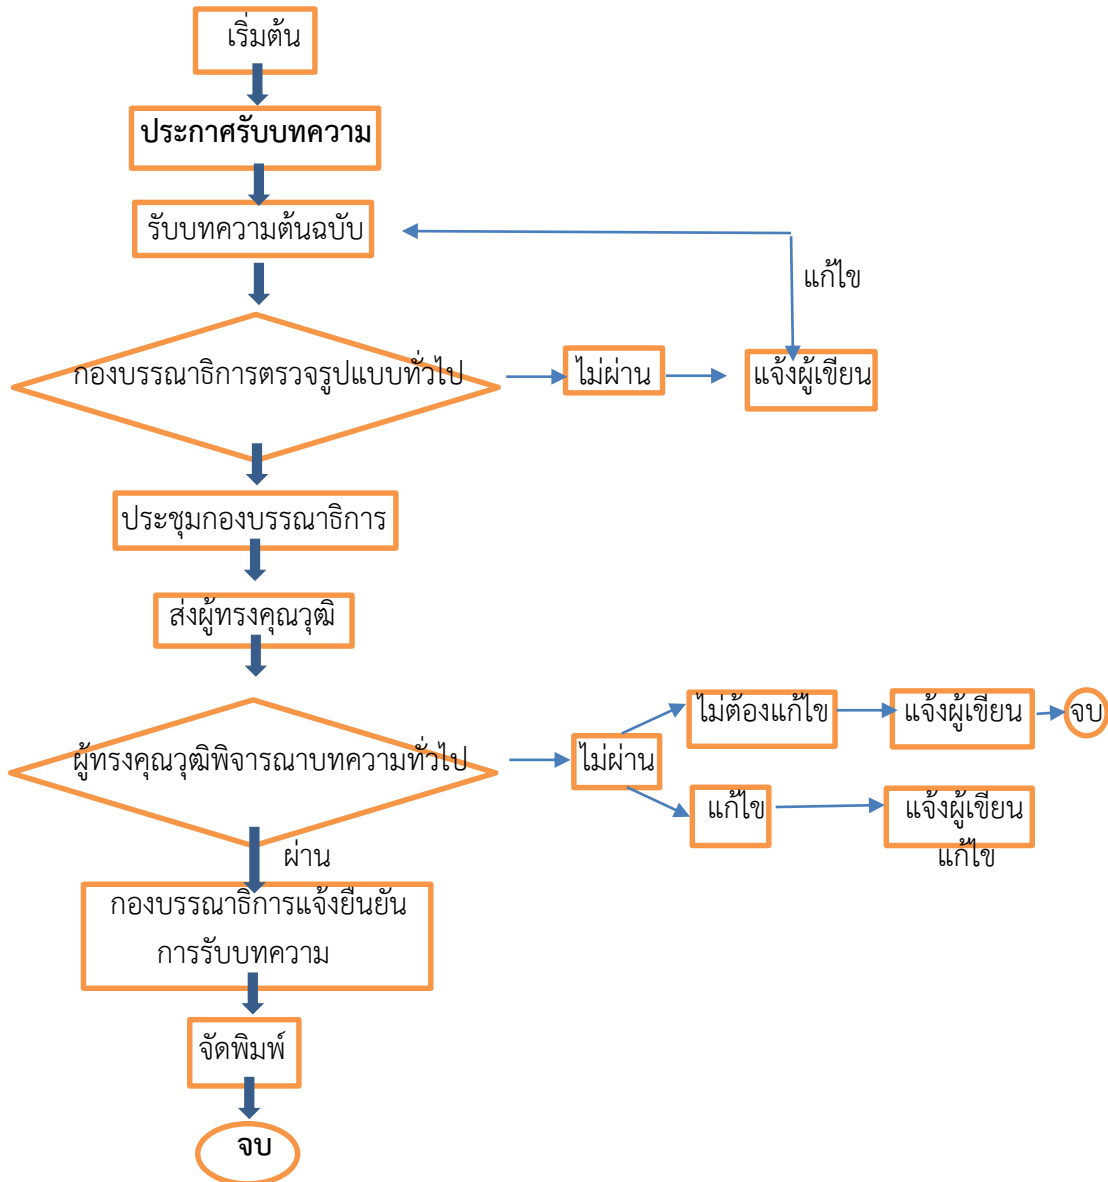 เริ่มต้น
ประกาศรับบทความ
รับบทความต้นฉบับ
แก้ไข
กองบรรณาธิการตรวจรูปแบบทั่วไป
ไม่ผ่าน
แจ้งผู้เขียน
ประชุมกองบรรณาธิการ
ส่งผู้ทรงคุณวุฒิ
ผู้ทรงคุณวุฒิพิจารณาบทความทั่วไป
ไม่ผ่าน
ไม่ต้องแก้ไข
แจ้งผู้เขียน
จบ
แก้ไข
แจ้งผู้เขียน
แก้ไข
ผ่าน
กองบรรณาธิการแจ้งยืนยัน
การรับบทความ
จัดพิมพ์
จบ